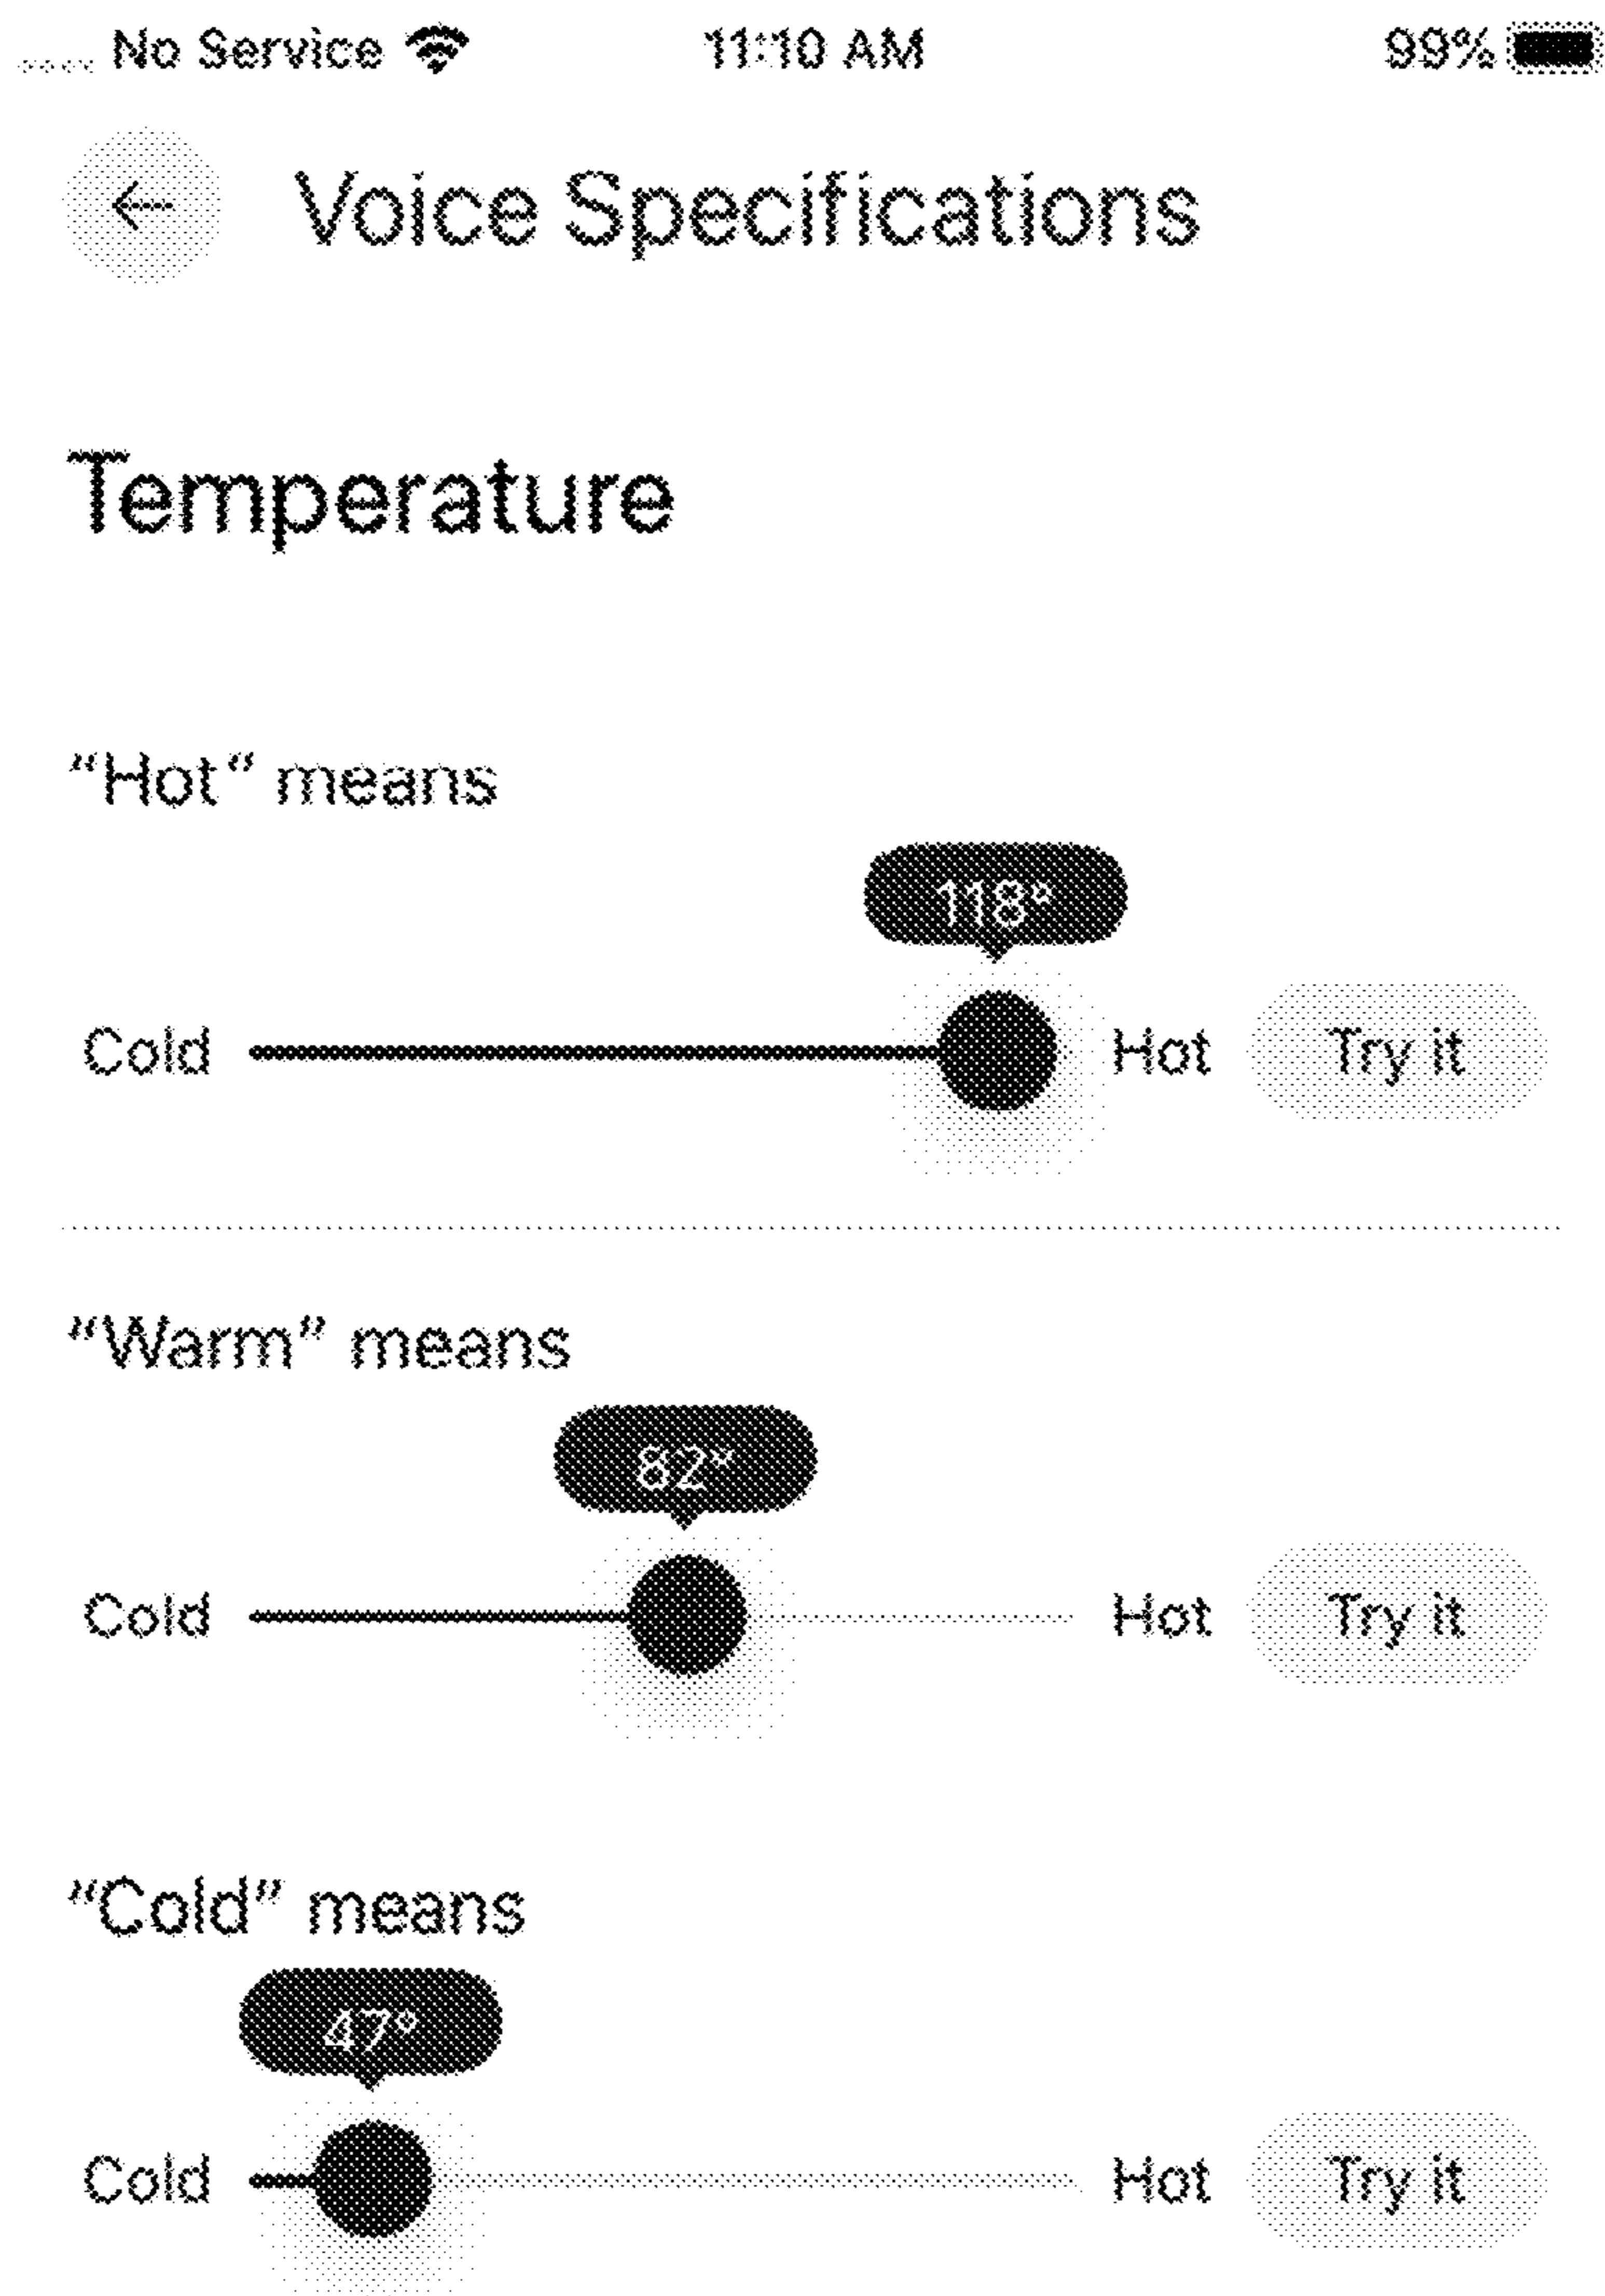 No Service 11:10 AM 99%
Voice Specifications
Temperature
“Hot“ means
118°
Cold Hot Try it
“Warm” means
82°
Cold Hot Try it
“Cold” means
47°
Cold Hot Try it